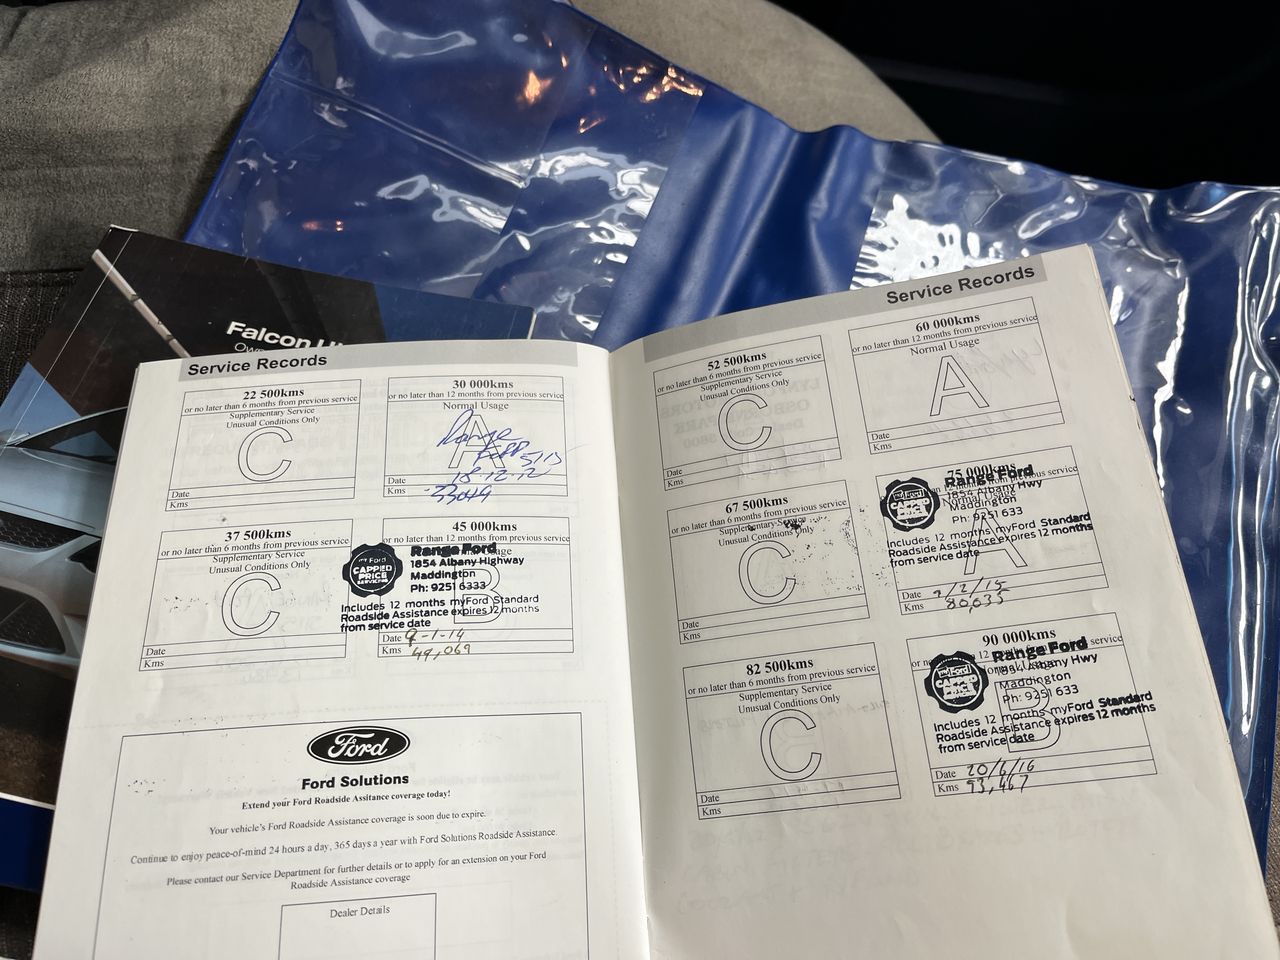 Falcon
Service Records
22 500kms
or no later than 6 months from previous service
Supplementary Service
Unusual Conditions Only
C
Date
Kms
30 000kms
or no later than 12 months from previous service
Normal Usage
A
Range
Ford
18-12-12
Date
Kms
37 500kms
or no later than 6 months from previous service
Supplementary Service
Unusual Conditions Only
C
Date
Kms
45 000kms
or no later than 12 months from previous service
B
CAPPED
PRICE
SERVICING
Range Ford
1854 Albany Highway
Maddington
Ph: 9251 6333
Includes 12 months myFord Standard
Roadside Assistance expires 12 months
from service date
Date 9-1-14
Kms 49,069
Ford
Ford Solutions
Extend your Ford Roadside Assitance coverage today!
Your vehicle's Ford Roadside Assistance coverage is soon due to expire.
Continue to enjoy peace-of-mind 24 hours a day, 365 days a year with Ford Solutions Roadside Assistance.
Please contact our Service Department for further details or to apply for an extension on your Ford
Roadside Assistance coverage
Dealer Details
Service Records
52 500kms
or no later than 6 months from previous service
Supplementary Service
Unusual Conditions Only
C
Date
Kms
60 000kms
or no later than 12 months from previous service
Normal Usage
A
Date
Kms
67 500kms
or no later than 6 months from previous service
Supplementary Service
Unusual Conditions Only
C
Date
Kms
75 000kms
Normal Usage
A
Range Ford
1854 Albany Hwy
Maddington
Ph: 9251 633
Includes 12 months myFord Standard
Roadside Assistance expires 12 months
from service date
Date 9/2/15
Kms 80,035
82 500kms
or no later than 6 months from previous service
Supplementary Service
Unusual Conditions Only
C
Date
Kms
90 000kms
B
Range Ford
1854 Albany Hwy
Maddington
Ph: 9251 633
Includes 12 months myFord Standard
Roadside Assistance expires 12 months
from service date
Date 20/6/16
Kms 93,467